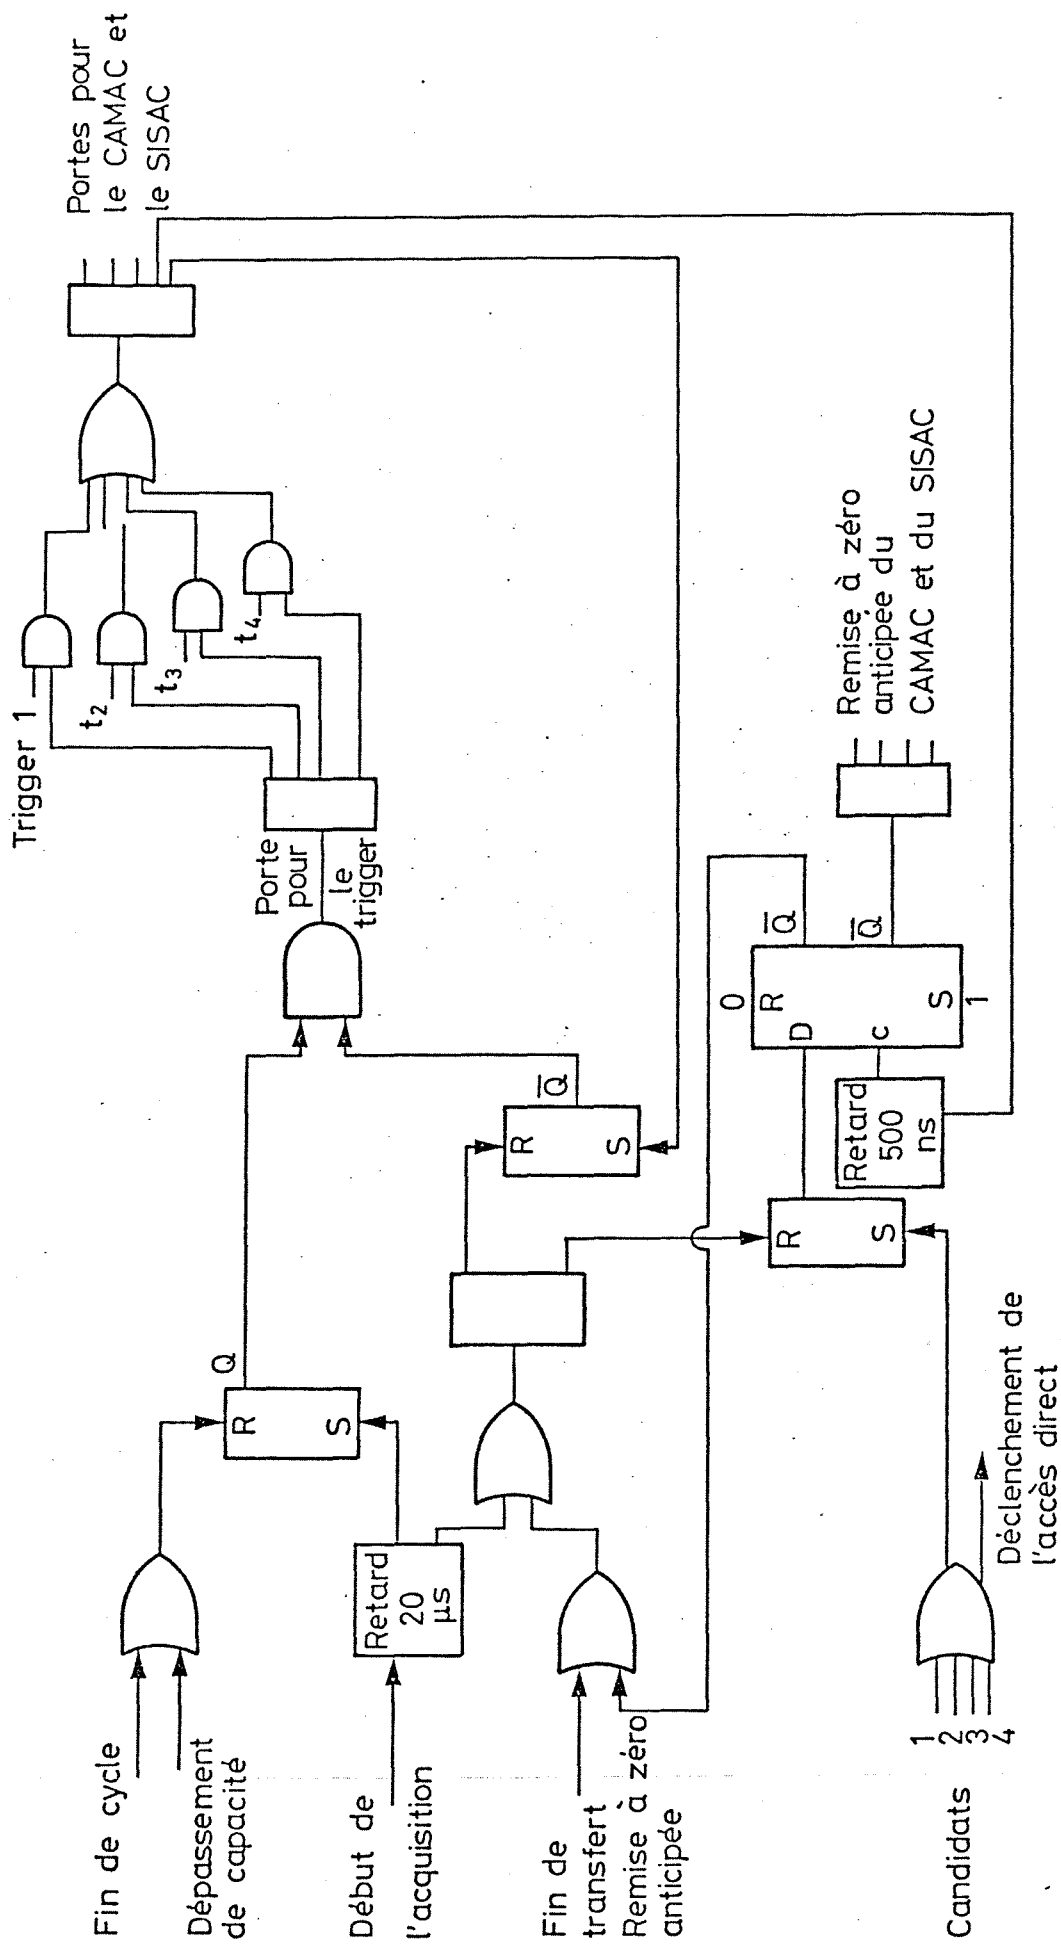 Fin de cycle
Dépassement
de capacité
Début de
l'acquisition
Fin de
transfert
Remise à zéro
anticipée
Candidats
1
2
3
4
Retard
20
µs
R
S
Q
Déclenchement de
l'accès direct
R
S
Q̅
R
S
Retard
500
ns
0
R
D
c
S
1
Q̅
Q̅
Porte
pour
le
trigger
Trigger 1
t2
t3
t4
Remise à zéro
anticipée du
CAMAC et du SISAC
Portes pour
le CAMAC et
le SISAC